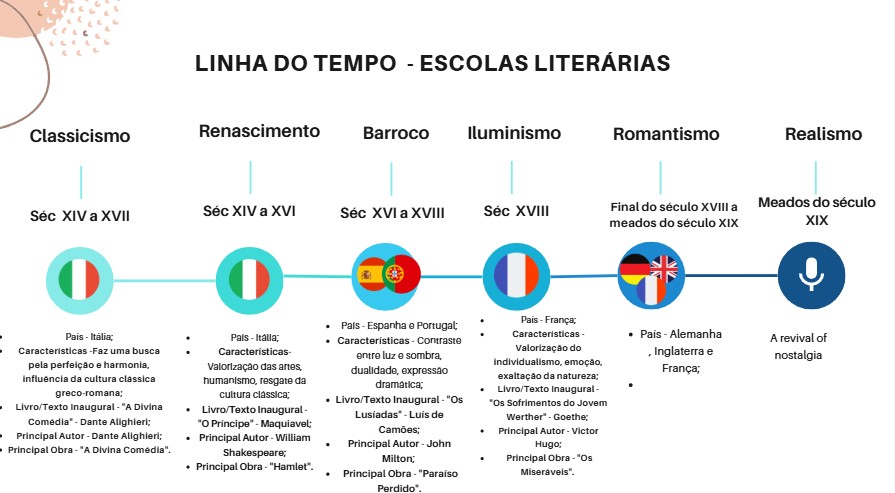 LINHA DO TEMPO - ESCOLAS LITERÁRIAS
Classicismo
Séc XIV a XVII
País - Itália;
Características -Faz uma busca
pela perfeição e harmonia,
influência da cultura clássica
greco-romana;
Livro/Texto Inaugural - "A Divina
Comédia" - Dante Alighieri;
Principal Autor - Dante Alighieri;
Principal Obra - "A Divina Comédia".
Renascimento
Séc XIV a XVI
País - Itália;
Características-
Valorização das artes,
humanismo, resgate da
cultura clássica;
Livro/Texto Inaugural -
"O Príncipe" - Maquiavel;
Principal Autor - William
Shakespeare;
Principal Obra - "Hamlet".
Barroco
Séc XVI a XVIII
País - Espanha e Portugal;
Características - Contraste
entre luz e sombra,
dualidade, expressão
dramática;
Livro/Texto Inaugural - "Os
Lusíadas" - Luís de
Camões;
Principal Autor - John
Milton;
Principal Obra - "Paraíso
Perdido".
Iluminismo
Séc XVIII
País - França;
Características -
Valorização do
individualismo, emoção,
exaltação da natureza;
Livro/Texto Inaugural -
"Os Sofrimentos do Jovem
Werther" - Goethe;
Principal Autor - Victor
Hugo;
Principal Obra - "Os
Miseráveis".
Romantismo
Final do século XVIII a
meados do século XIX
País - Alemanha
, Inglaterra e
França;
Realismo
Meados do século
XIX
A revival of
nostalgia